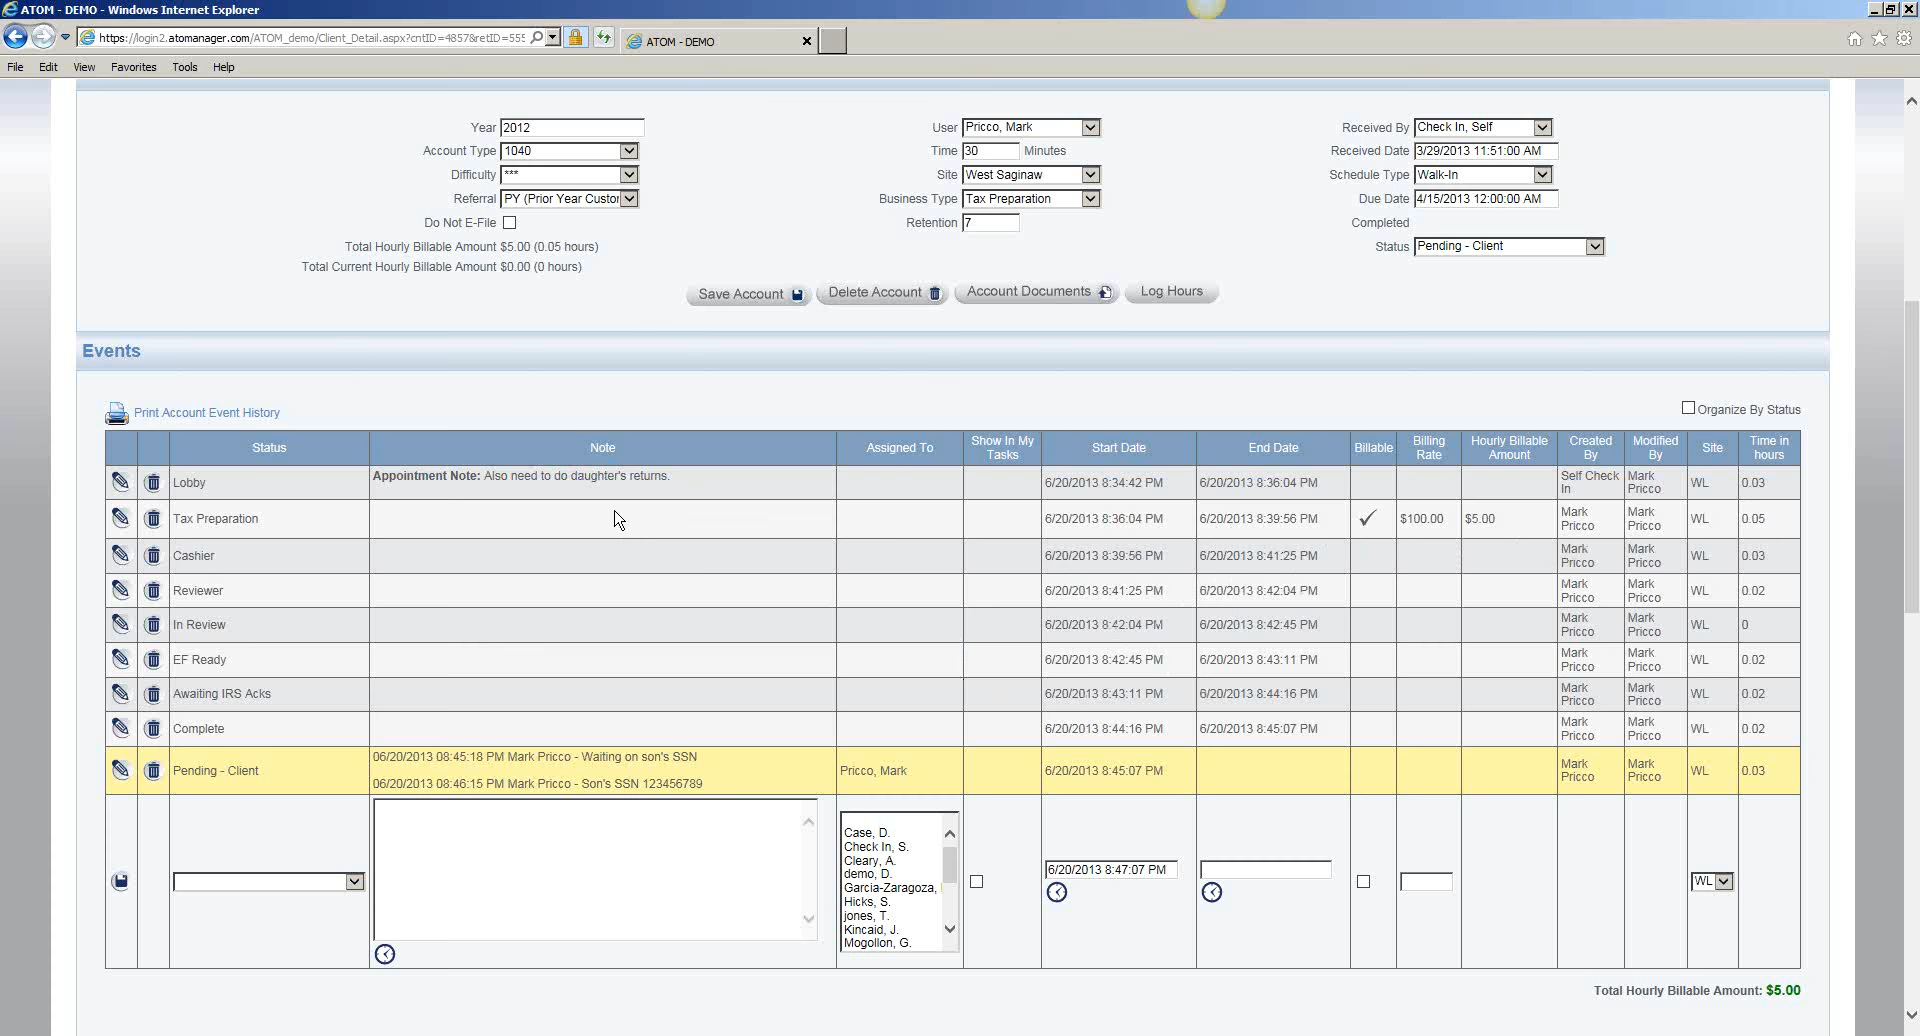 ATOM - DEMO - Windows Internet Explorer
https://login2.atomanager.com/ATOM_demo/Client_Detail.aspx?cntID=4857&retID=555
ATOM - DEMO
File Edit View Favorites Tools Help
Year 2012 User Pricco, Mark Received By Check In, Self
Account Type 1040 Time 30 Minutes Received Date 3/29/2013 11:51:00 AM
Difficulty *** Site West Saginaw Schedule Type Walk-In
Referral PY (Prior Year Custor Business Type Tax Preparation Due Date 4/15/2013 12:00:00 AM
Do Not E-File Retention 7 Completed
Total Hourly Billable Amount $5.00 (0.05 hours) Status Pending - Client
Total Current Hourly Billable Amount $0.00 (0 hours)
Save Account Delete Account Account Documents Log Hours
Events
Print Account Event History Organize By Status
Status Note Assigned To Show In My Tasks Start Date End Date Billable Billing Rate Hourly Billable Amount Created By Modified By Site Time in hours
Lobby Appointment Note: Also need to do daughter's returns. 6/20/2013 8:34:42 PM 6/20/2013 8:36:04 PM Self Check In Mark Pricco WL 0.03
Tax Preparation 6/20/2013 8:36:04 PM 6/20/2013 8:39:56 PM $100.00 $5.00 Mark Pricco Mark Pricco WL 0.05
Cashier 6/20/2013 8:39:56 PM 6/20/2013 8:41:25 PM Mark Pricco Mark Pricco WL 0.03
Reviewer 6/20/2013 8:41:25 PM 6/20/2013 8:42:04 PM Mark Pricco Mark Pricco WL 0.02
In Review 6/20/2013 8:42:04 PM 6/20/2013 8:42:45 PM Mark Pricco Mark Pricco WL 0
EF Ready 6/20/2013 8:42:45 PM 6/20/2013 8:43:11 PM Mark Pricco Mark Pricco WL 0.02
Awaiting IRS Acks 6/20/2013 8:43:11 PM 6/20/2013 8:44:16 PM Mark Pricco Mark Pricco WL 0.02
Complete 6/20/2013 8:44:16 PM 6/20/2013 8:45:07 PM Mark Pricco Mark Pricco WL 0.02
06/20/2013 08:45:18 PM Mark Pricco - Waiting on son's SSN
Pending - Client Pricco, Mark 6/20/2013 8:45:07 PM Mark Pricco Mark Pricco WL 0.03
06/20/2013 08:46:15 PM Mark Pricco - Son's SSN 123456789
Case, D.
Check In, S.
Cleary, A.
demo, D.
Garcia-Zaragoza,
Hicks, S.
jones, T.
Kincaid, J.
Mogollon, G.
6/20/2013 8:47:07 PM
WL
Total Hourly Billable Amount: $5.00